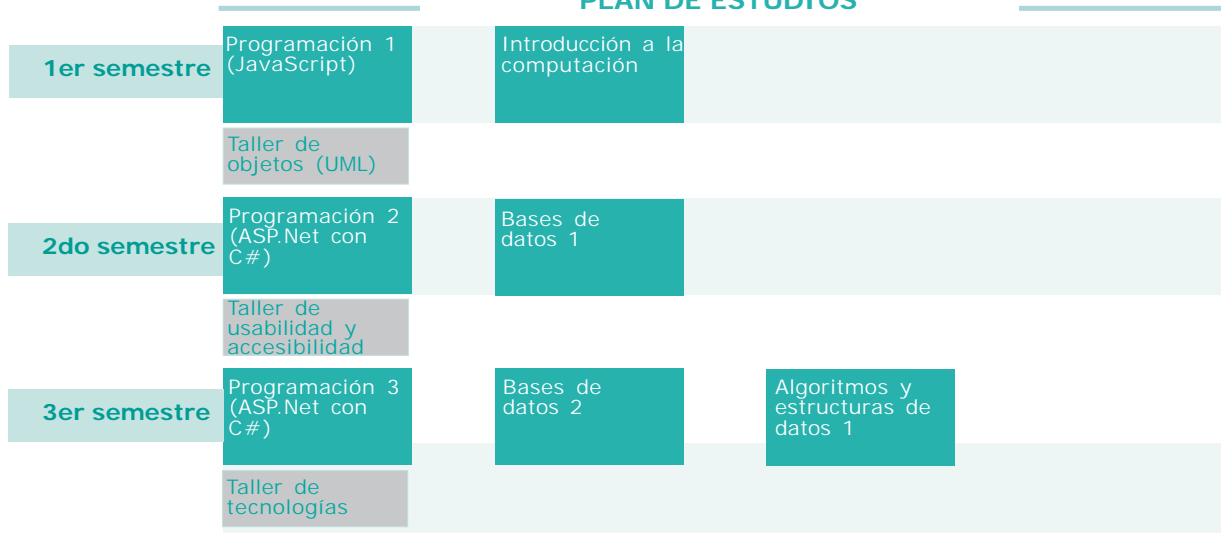 PLAN DE ESTUDIOS
1er semestre
Programación 1
(JavaScript)
Introducción a la
computación
Taller de
objetos (UML)
2do semestre
Programación 2
(ASP.Net con
C#)
Bases de
datos 1
Taller de
usabilidad y
accesibilidad
3er semestre
Programación 3
(ASP.Net con
C#)
Bases de
datos 2
Algoritmos y
estructuras de
datos 1
Taller de
tecnologías